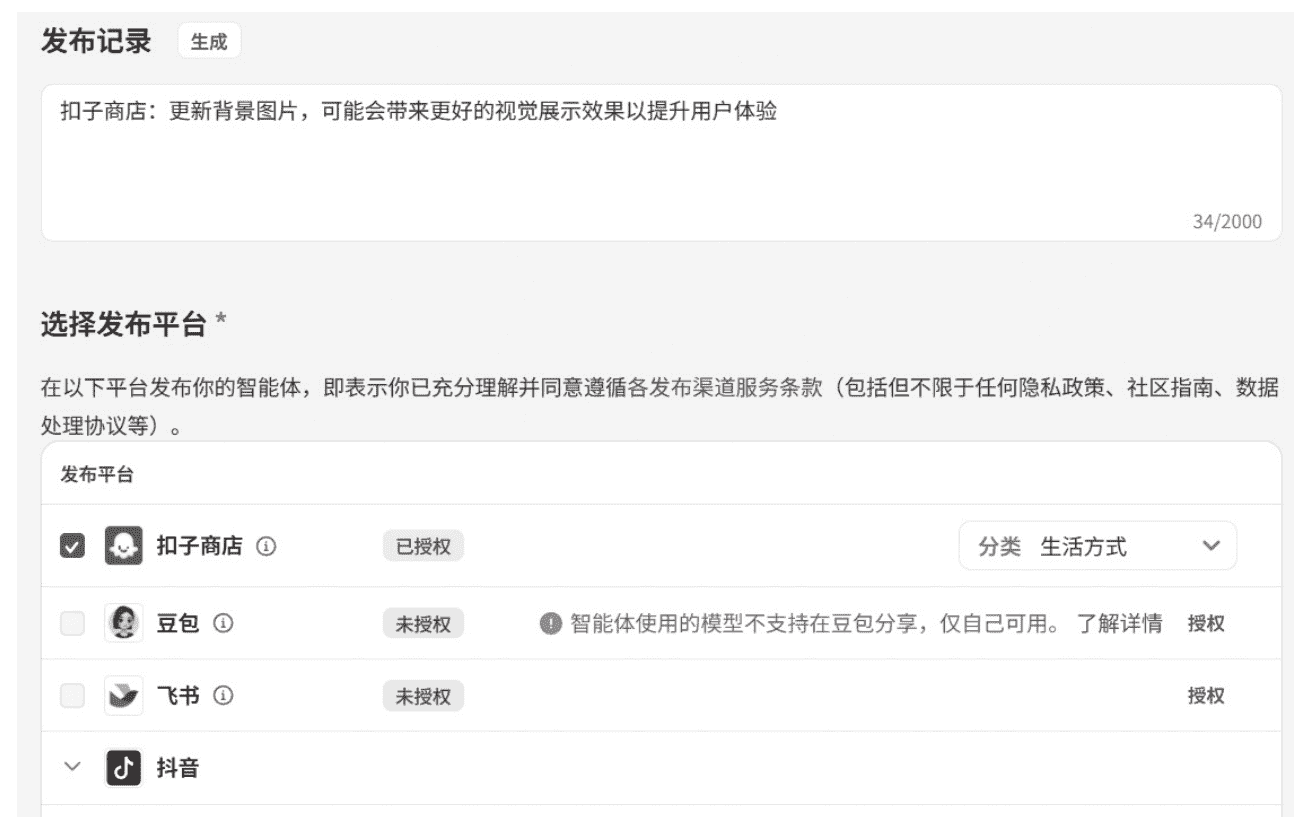 发布记录 生成
扣子商店：更新背景图片，可能会带来更好的视觉展示效果以提升用户体验
34/2000
选择发布平台 *
在以下平台发布你的智能体，即表示你已充分理解并同意遵循各发布渠道服务条款（包括但不限于任何隐私政策、社区指南、数据
处理协议等）。
发布平台
扣子商店 已授权 分类 生活方式
豆包 未授权 智能体使用的模型不支持在豆包分享，仅自己可用。 了解详情 授权
飞书 未授权 授权
抖音